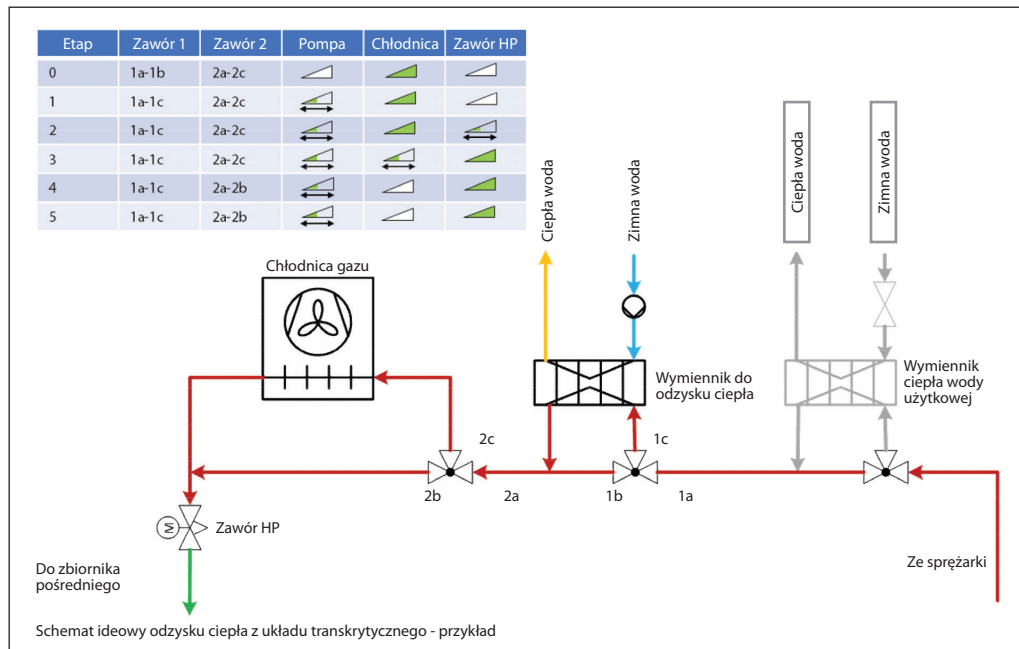 Etap Zawór 1 Zawór 2 Pompa Chłodnica Zawór HP
0 1a-1b 2a-2c
1 1a-1c 2a-2c
2 1a-1c 2a-2c
3 1a-1c 2a-2c
4 1a-1c 2a-2b
5 1a-1c 2a-2b
Ciepła woda
Zimna woda
Ciepła woda
Zimna woda
Chłodnica gazu
Wymiennik do
odzysku ciepła
Wymiennik
ciepła wody
użytkowej
2c
1c
2b
2a
1b
1a
M
Zawór HP
Ze sprężarki
Do zbiornika
pośredniego
Schemat ideowy odzysku ciepła z układu transkrytycznego - przykład